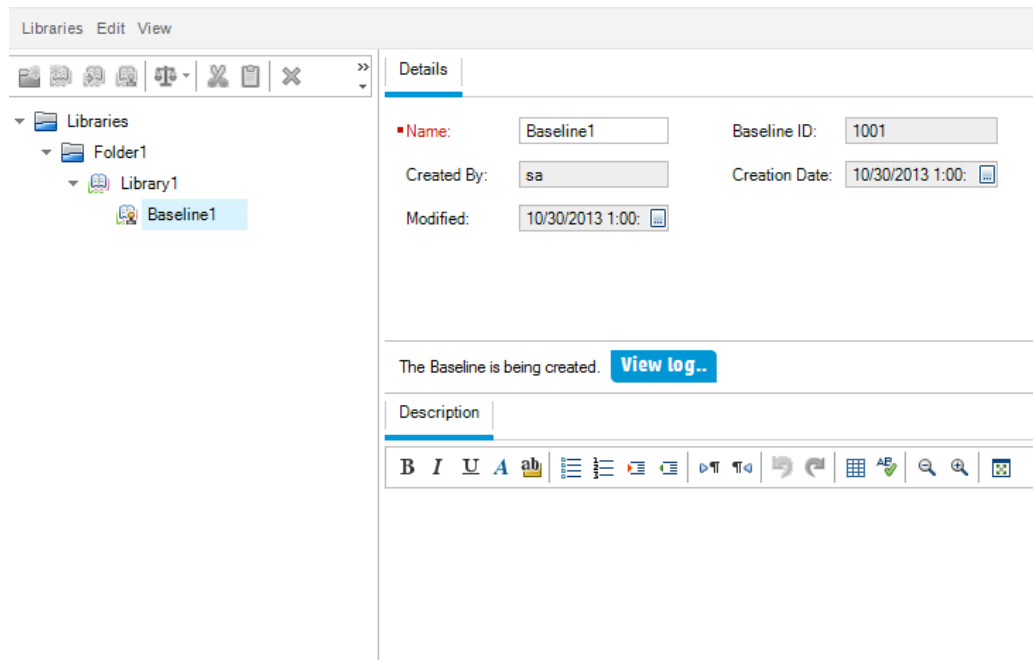 Libraries Edit View
Details
Libraries
Folder1
Library1
Baseline1
Name: Baseline1 Baseline ID: 1001
Created By: sa Creation Date: 10/30/2013 1:00:
Modified: 10/30/2013 1:00:
The Baseline is being created. View log..
Description
B I U A ab